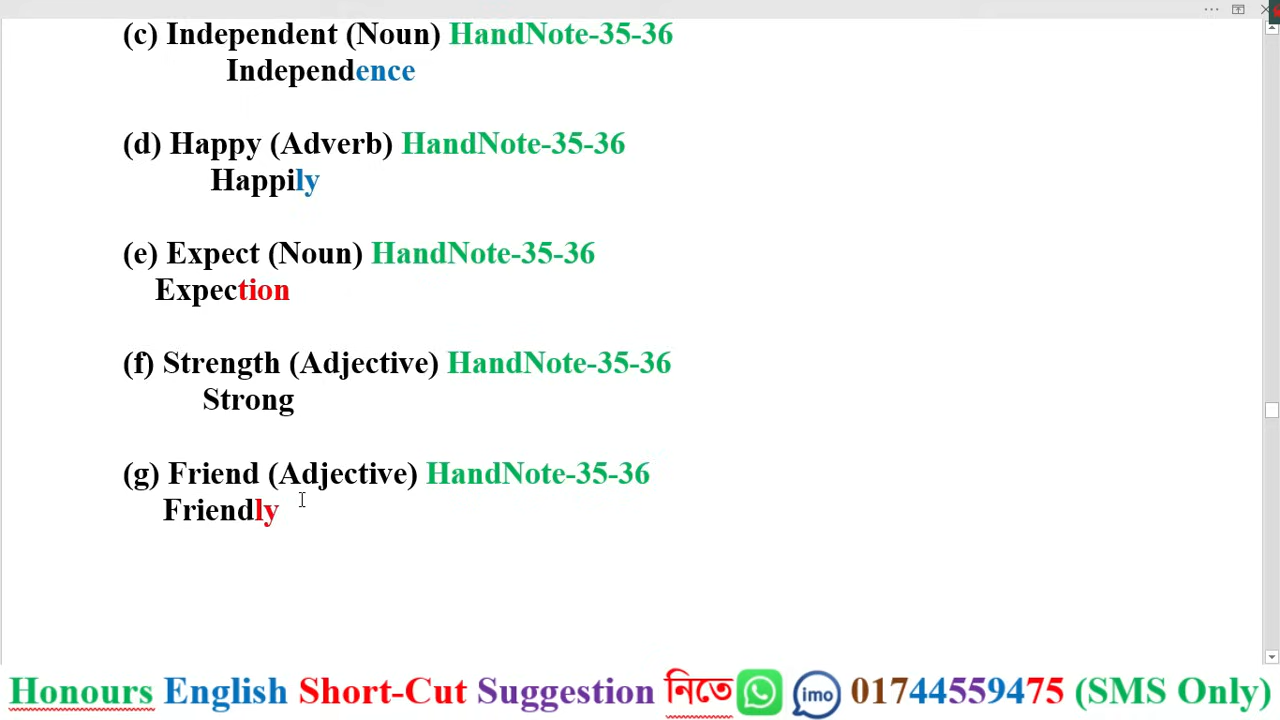 (c) Independent (Noun) HandNote-35-36
Independence
(d) Happy (Adverb) HandNote-35-36
Happily
(e) Expect (Noun) HandNote-35-36
Expection
(f) Strength (Adjective) HandNote-35-36
Strong
(g) Friend (Adjective) HandNote-35-36
Friendly
Honours English Short-Cut Suggestion নিতে imo 01744559475 (SMS Only)